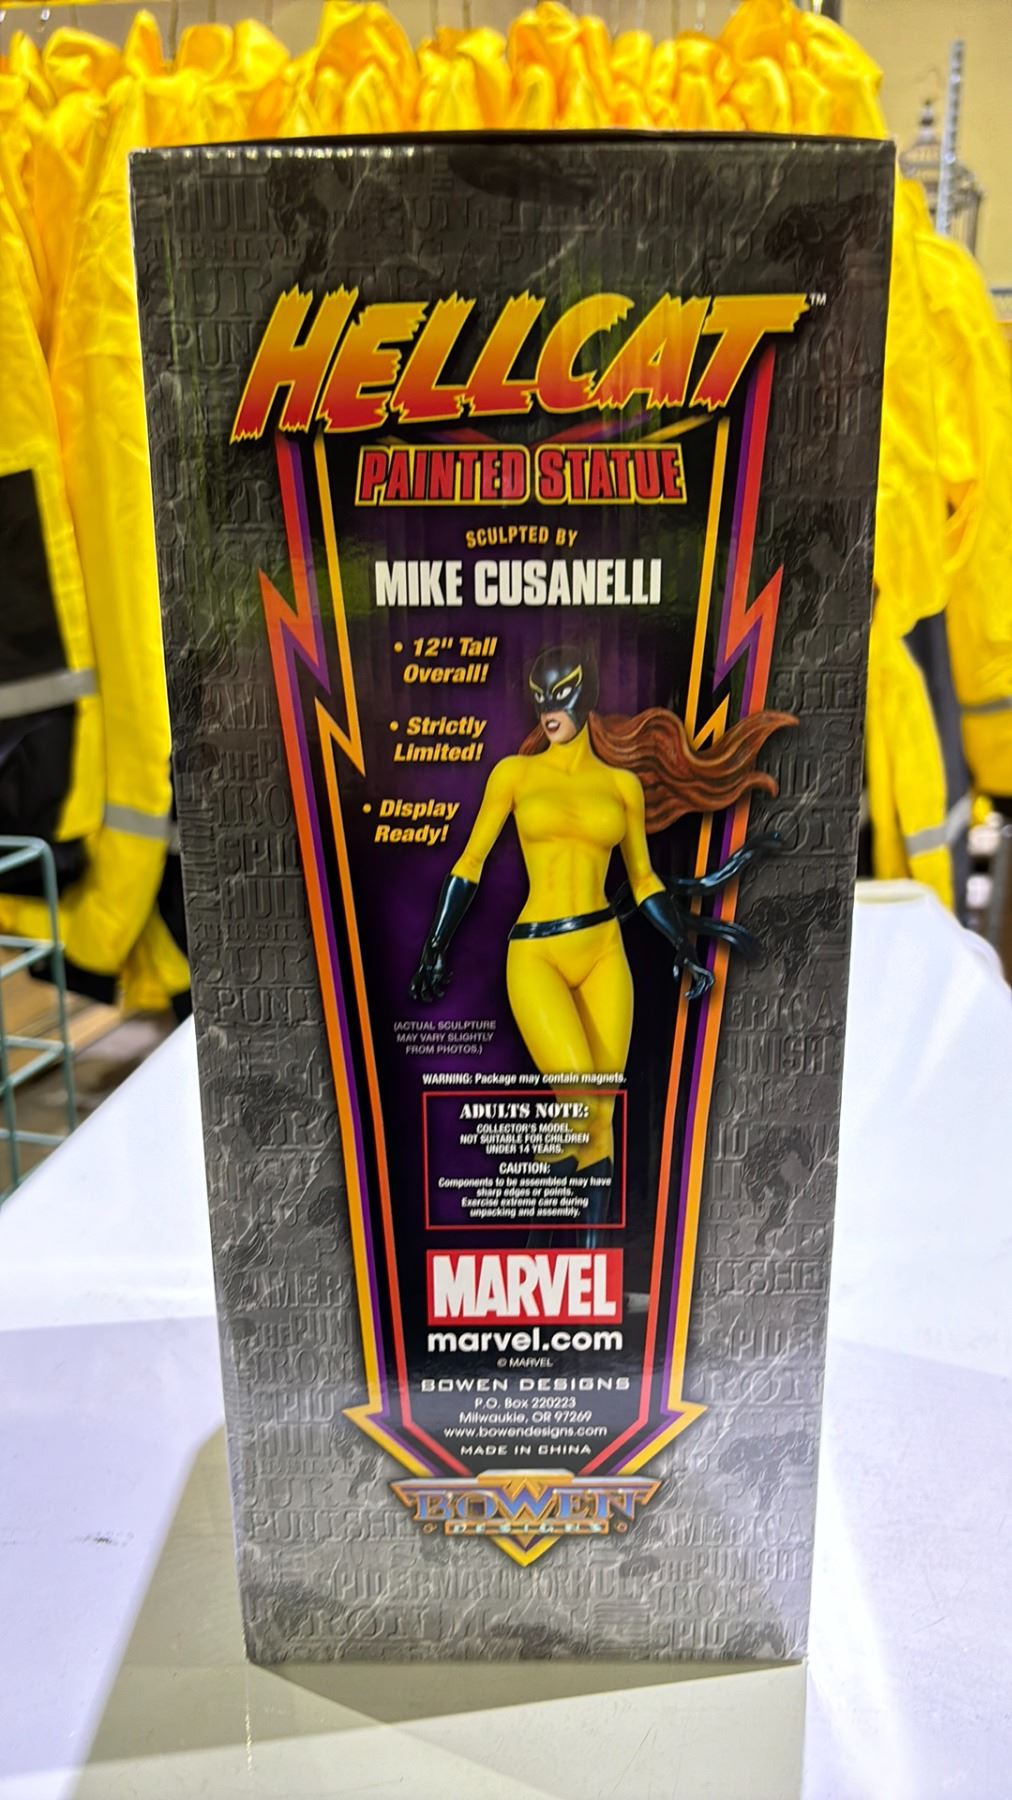 HELLCAT™
PAINTED STATUE
SCULPTED BY
MIKE CUSANELLI
• 12" Tall
Overall!
• Strictly
Limited!
• Display
Ready!
(ACTUAL SCULPTURE
MAY VARY SLIGHTLY
FROM PHOTOS.)
WARNING: Package may contain magnets.
ADULTS NOTE:
COLLECTOR'S MODEL.
NOT SUITABLE FOR CHILDREN
UNDER 14 YEARS.
CAUTION:
Components to be assembled may have
sharp edges or points.
Exercise extreme care during
unpacking and assembly.
MARVEL
marvel.com
© MARVEL
BOWEN DESIGNS
P.O. Box 220223
Milwaukie, OR 97269
www.bowendesigns.com
MADE IN CHINA
BOWEN
DESIGNS